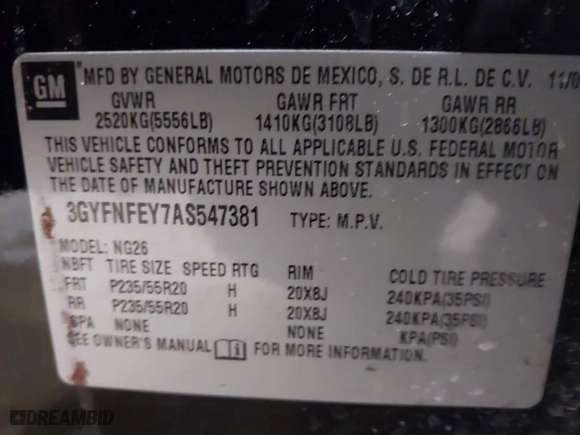 GM MFD BY GENERAL MOTORS DE MEXICO, S. DE R.L. DE C.V. 11/0
GVWR GAWR FRT GAWR RR
2520KG(5556LB) 1410KG(3108LB) 1300KG(2866LB)
THIS VEHICLE CONFORMS TO ALL APPLICABLE U.S. FEDERAL MOTOR
VEHICLE SAFETY AND THEFT PREVENTION STANDARDS IN EFFECT ON
THE DATE OF MANUFACTURE SHOWN ABOVE.
3GYFNFEY7AS547381 TYPE: M.P.V.
MODEL: NG26
NBFT TIRE SIZE SPEED RTG RIM COLD TIRE PRESSURE
FRT P235/55R20 H 20X8J 240KPA(35PSI)
RR P235/55R20 H 20X8J 240KPA(35PSI)
SPA NONE NONE KPA(PSI)
SEE OWNER'S MANUAL FOR MORE INFORMATION.
DREAMBID